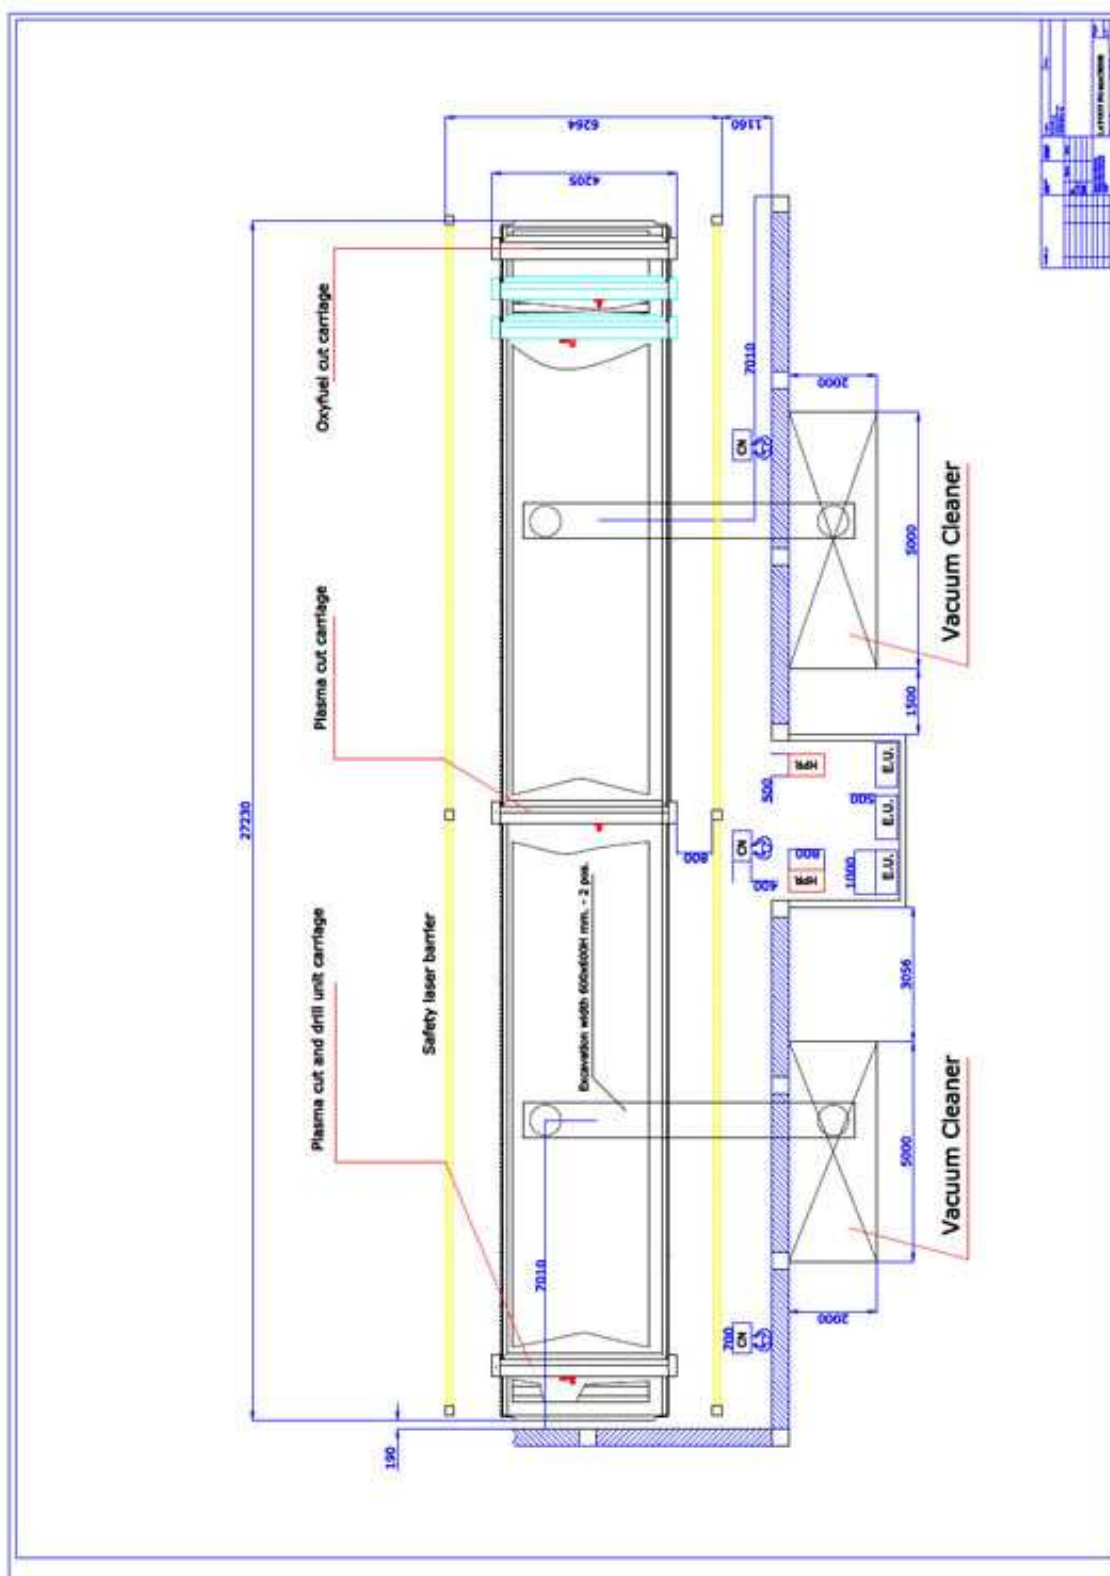 6264
1160
4205
Oxyfuel cut carriage
7010
2000
CN
Plasma cut carriage
5000
Vacuum Cleaner
1500
27230
500
HPR
E.U.
500
E.U.
800
CN
400
800
HPR
1000
E.U.
Plasma cut and drill unit carriage
Safety laser barrier
Excavation width 600x600H mm. - 2 pos.
3056
5000
Vacuum Cleaner
7010
700
CN
2000
190